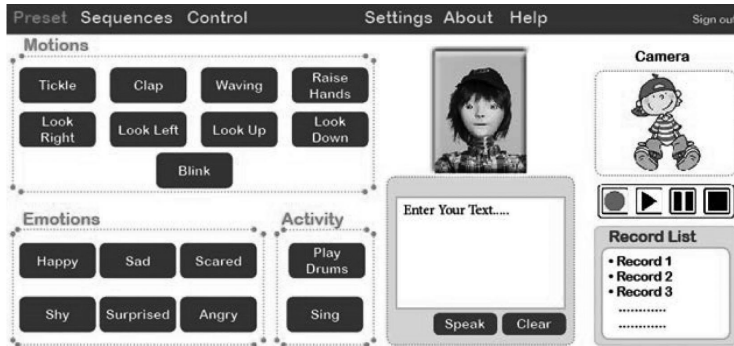 Preset Sequences Control Settings About Help Sign out
Motions
Tickle Clap Waving Raise Hands
Look Right Look Left Look Up Look Down
Blink
Emotions
Happy Sad Scared
Shy Surprised Angry
Activity
Play Drums
Sing
Enter Your Text.....
Speak Clear
Camera
Record List
• Record 1
• Record 2
• Record 3
............
............